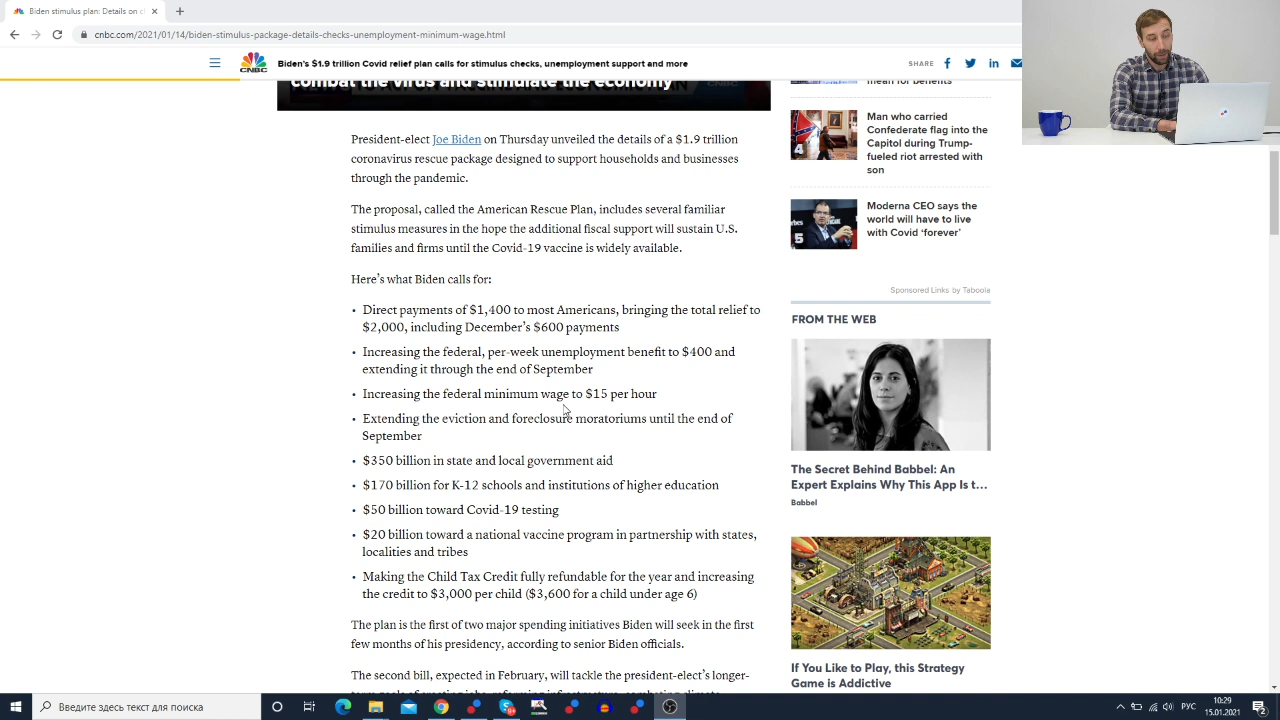 Biden stimulus package details ch
cnbc.com/2021/01/14/biden-stimulus-package-details-checks-unemployment-minimum-wage.html
CNBC
Biden's $1.9 trillion Covid relief plan calls for stimulus checks, unemployment support and more
SHARE
combat the virus and stimulate the economy
President-elect Joe Biden on Thursday unveiled the details of a $1.9 trillion
coronavirus rescue package designed to support households and businesses
through the pandemic.
The proposal, called the American Rescue Plan, includes several familiar
stimulus measures in the hope the additional fiscal support will sustain U.S.
families and firms until the Covid-19 vaccine is widely available.
Here's what Biden calls for:
• Direct payments of $1,400 to most Americans, bringing the total relief to
$2,000, including December's $600 payments
• Increasing the federal, per-week unemployment benefit to $400 and
extending it through the end of September
• Increasing the federal minimum wage to $15 per hour
• Extending the eviction and foreclosure moratoriums until the end of
September
• $350 billion in state and local government aid
• $170 billion for K-12 schools and institutions of higher education
• $50 billion toward Covid-19 testing
• $20 billion toward a national vaccine program in partnership with states,
localities and tribes
• Making the Child Tax Credit fully refundable for the year and increasing
the credit to $3,000 per child ($3,600 for a child under age 6)
The plan is the first of two major spending initiatives Biden will seek in the first
few months of his presidency, according to senior Biden officials.
The second bill, expected in February, will tackle the president-elect's longer-
mean for benefits
4
Man who carried
Confederate flag into the
Capitol during Trump-
fueled riot arrested with
son
5
Moderna CEO says the
world will have to live
with Covid ‘forever’
Sponsored Links by Taboola
FROM THE WEB
The Secret Behind Babbel: An
Expert Explains Why This App Is t…
Babbel
If You Like to Play, this Strategy
Game is Addictive
Введите здесь текст для поиска
РУС
10:29
15.01.2021
2